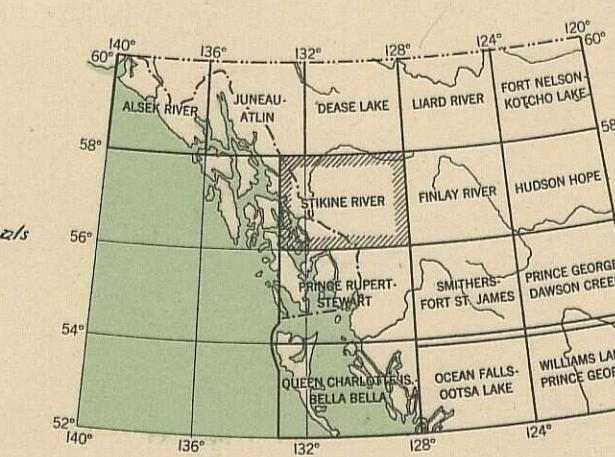 140°
136°
132°
128°
124°
120°
60°
60°
ALSEK RIVER
JUNEAU-
ATLIN
DEASE LAKE
LIARD RIVER
FORT NELSON-
KOTCHO LAKE
58°
58
STIKINE RIVER
FINLAY RIVER
HUDSON HOPE
als
56°
PRINCE RUPERT-
STEWART
SMITHERS-
FORT ST. JAMES
PRINCE GEORGE
DAWSON CREE
54°
QUEEN CHARLOTTE IS.-
BELLA BELLA
OCEAN FALLS-
OOTSA LAKE
WILLIAMS LA
PRINCE GEOR
52°
140°
136°
132°
128°
124°